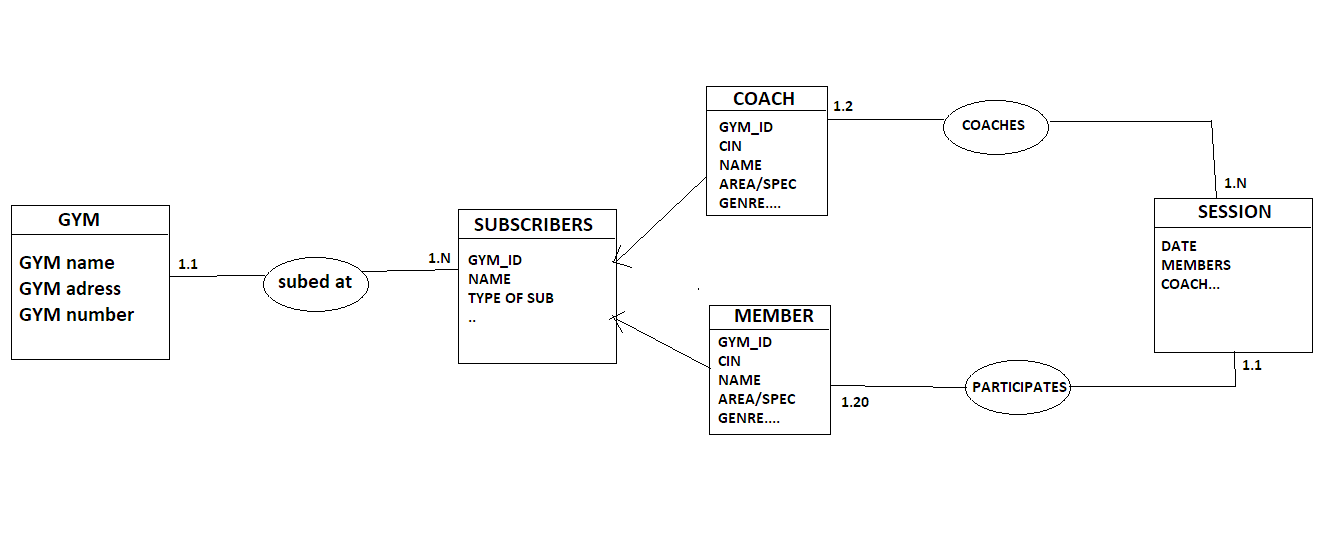 GYM
GYM name
GYM adress
GYM number
1.1
subed at
1.N
SUBSCRIBERS
GYM_ID
NAME
TYPE OF SUB
..
COACH
GYM_ID
CIN
NAME
AREA/SPEC
GENRE....
1.2
COACHES
1.N
MEMBER
GYM_ID
CIN
NAME
AREA/SPEC
GENRE....
1.20
PARTICIPATES
1.1
SESSION
DATE
MEMBERS
COACH...